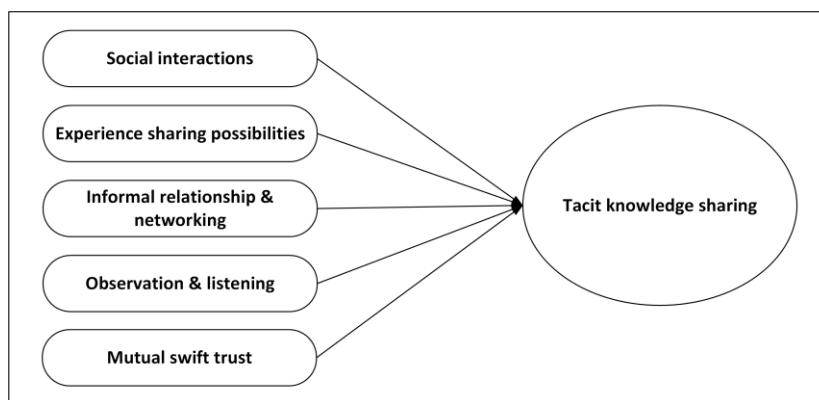 Social interactions
Experience sharing possibilities
Informal relationship &
networking
Observation & listening
Mutual swift trust
Tacit knowledge sharing